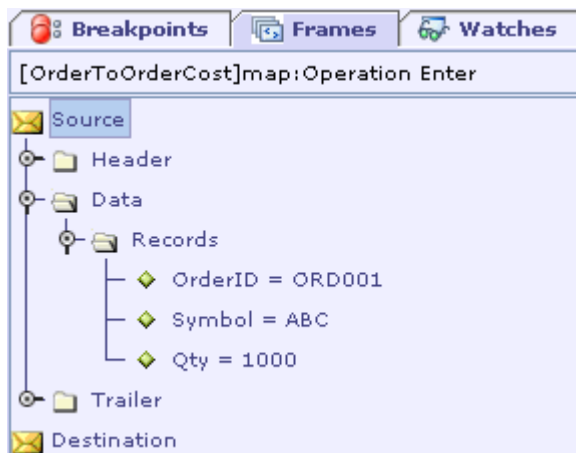 Breakpoints Frames Watches
[OrderToOrderCost]map:Operation Enter
Source
Header
Data
Records
OrderID = ORD001
Symbol = ABC
Qty = 1000
Trailer
Destination